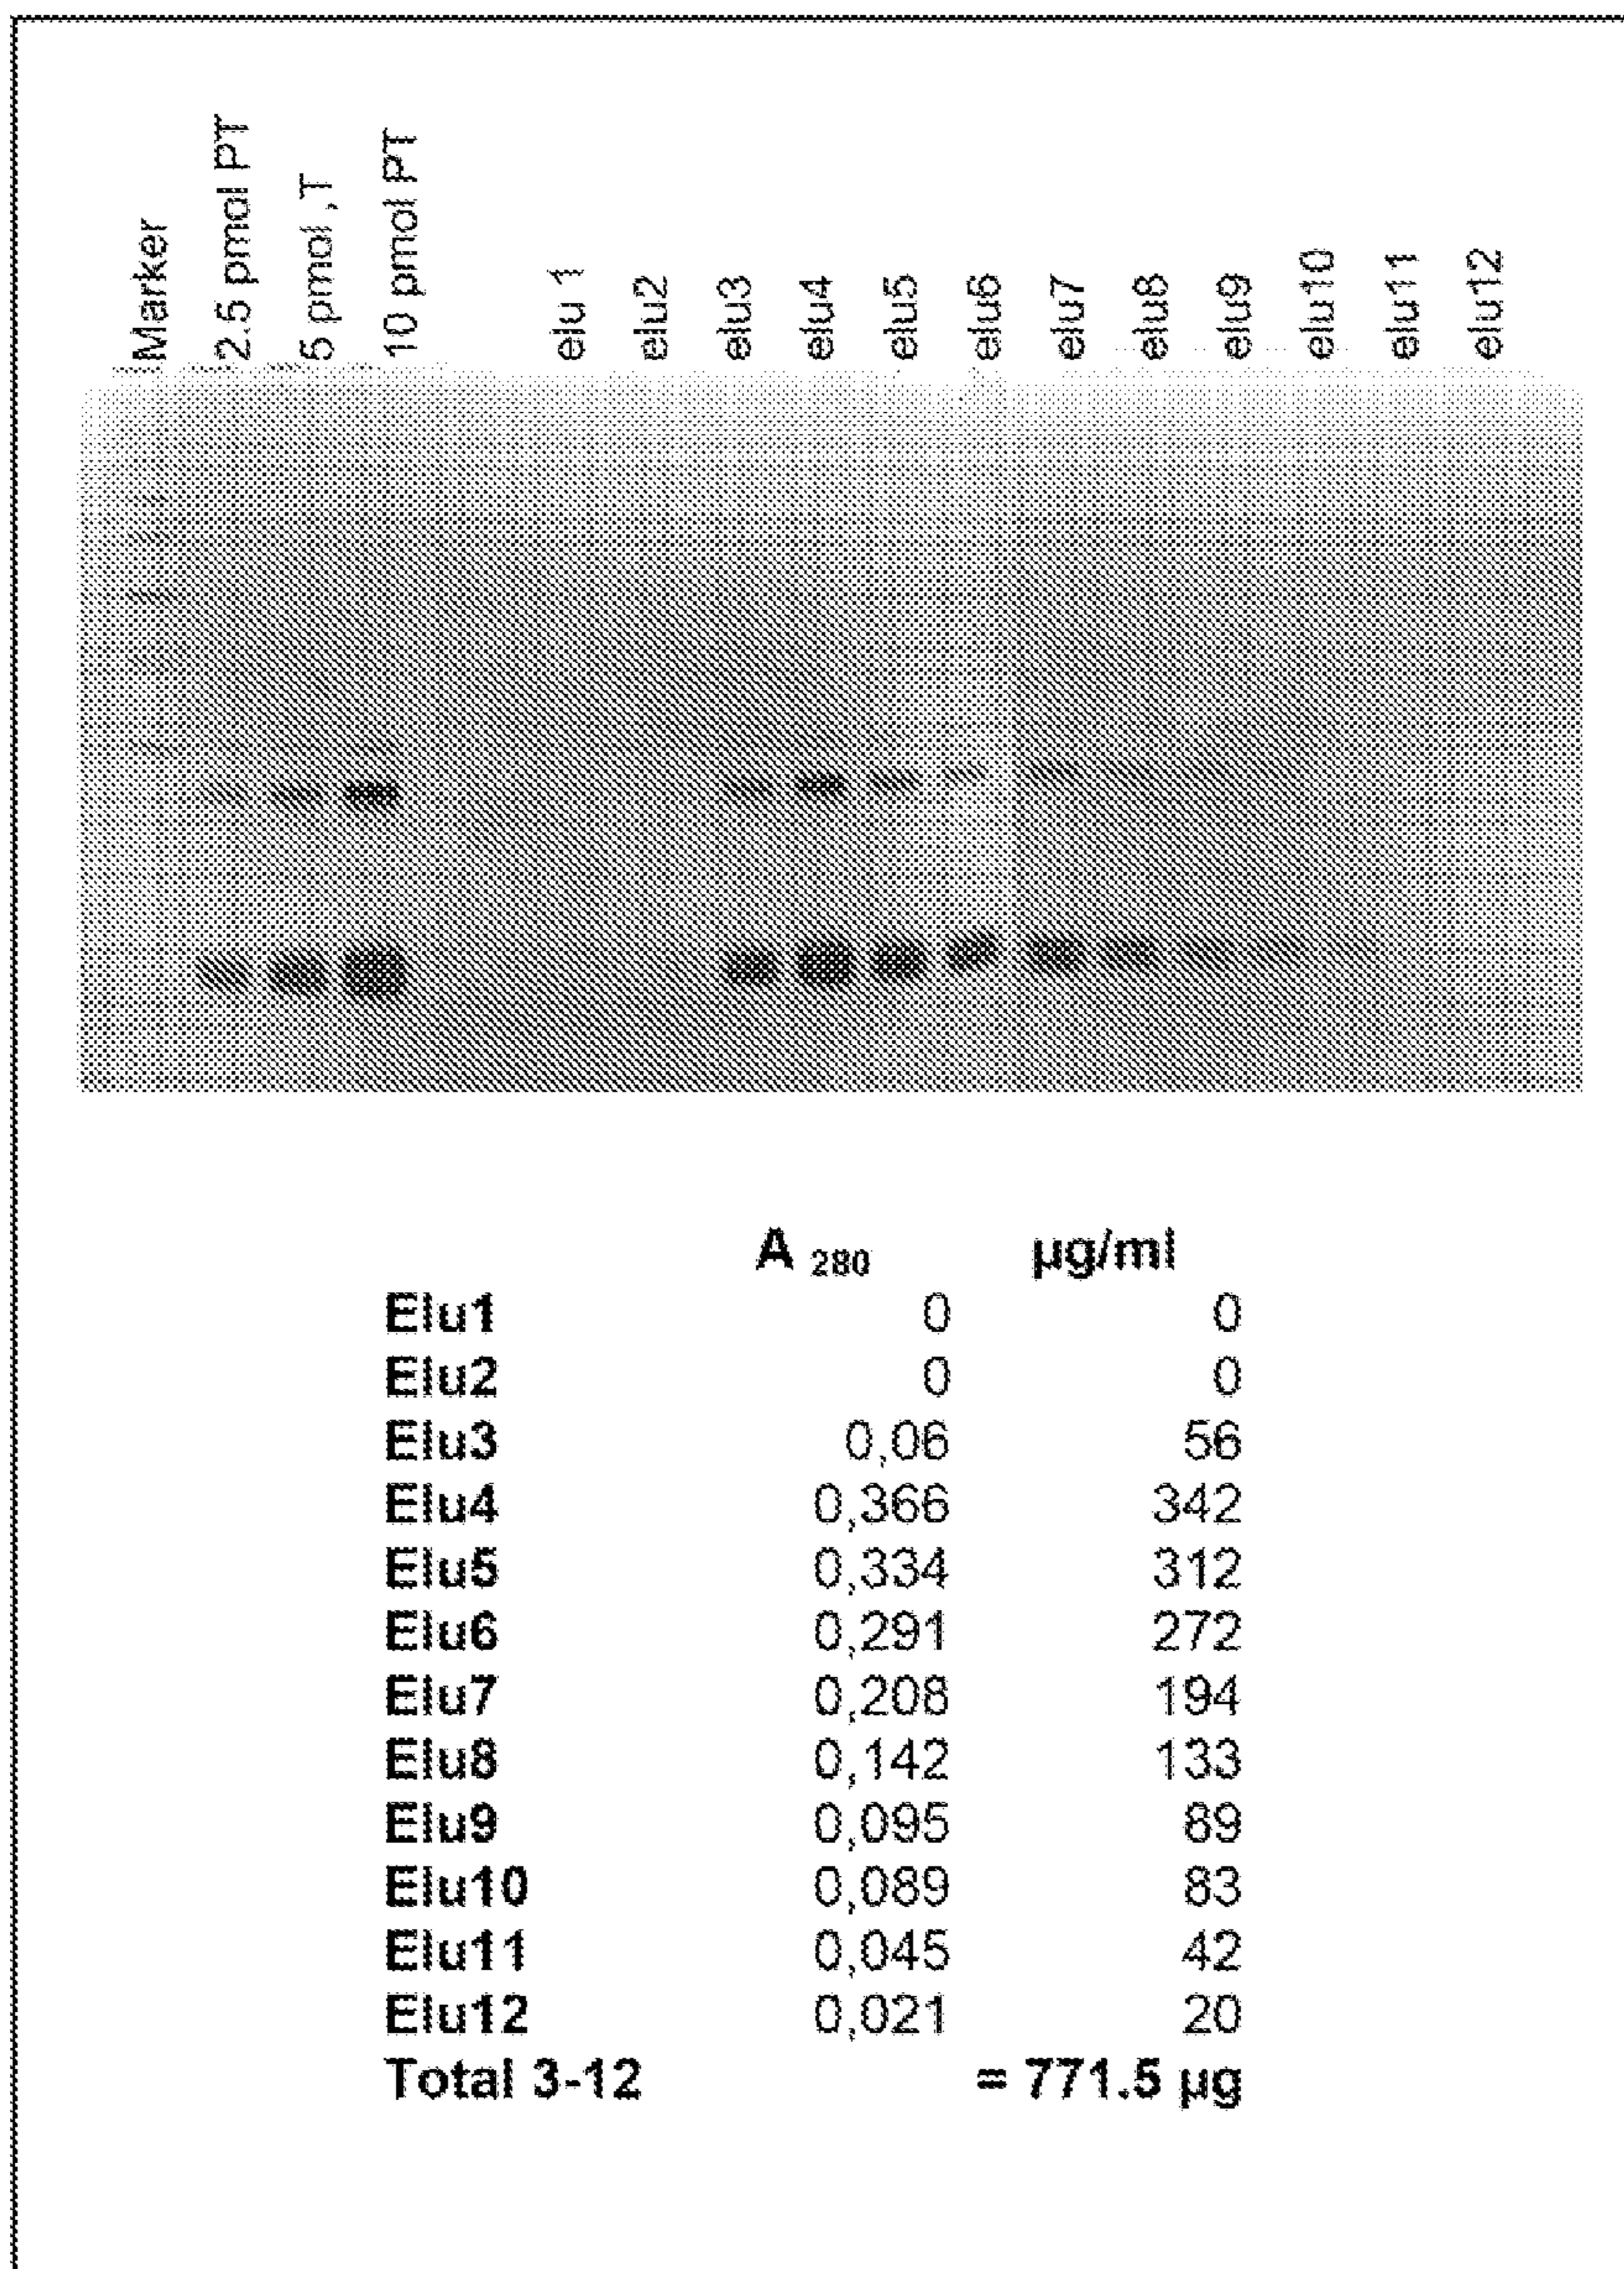 Marker
2.5 pmol PT
5 pmol ,T
10 pmol PT
elu 1
elu2
elu3
elu4
elu5
elu6
elu7
elu8
elu9
elu10
elu11
elu12
A 280 µg/ml
Elu1 0 0
Elu2 0 0
Elu3 0,06 56
Elu4 0,366 342
Elu5 0,334 312
Elu6 0,291 272
Elu7 0,208 194
Elu8 0,142 133
Elu9 0,095 89
Elu10 0,089 83
Elu11 0,045 42
Elu12 0,021 20
Total 3-12 = 771.5 µg